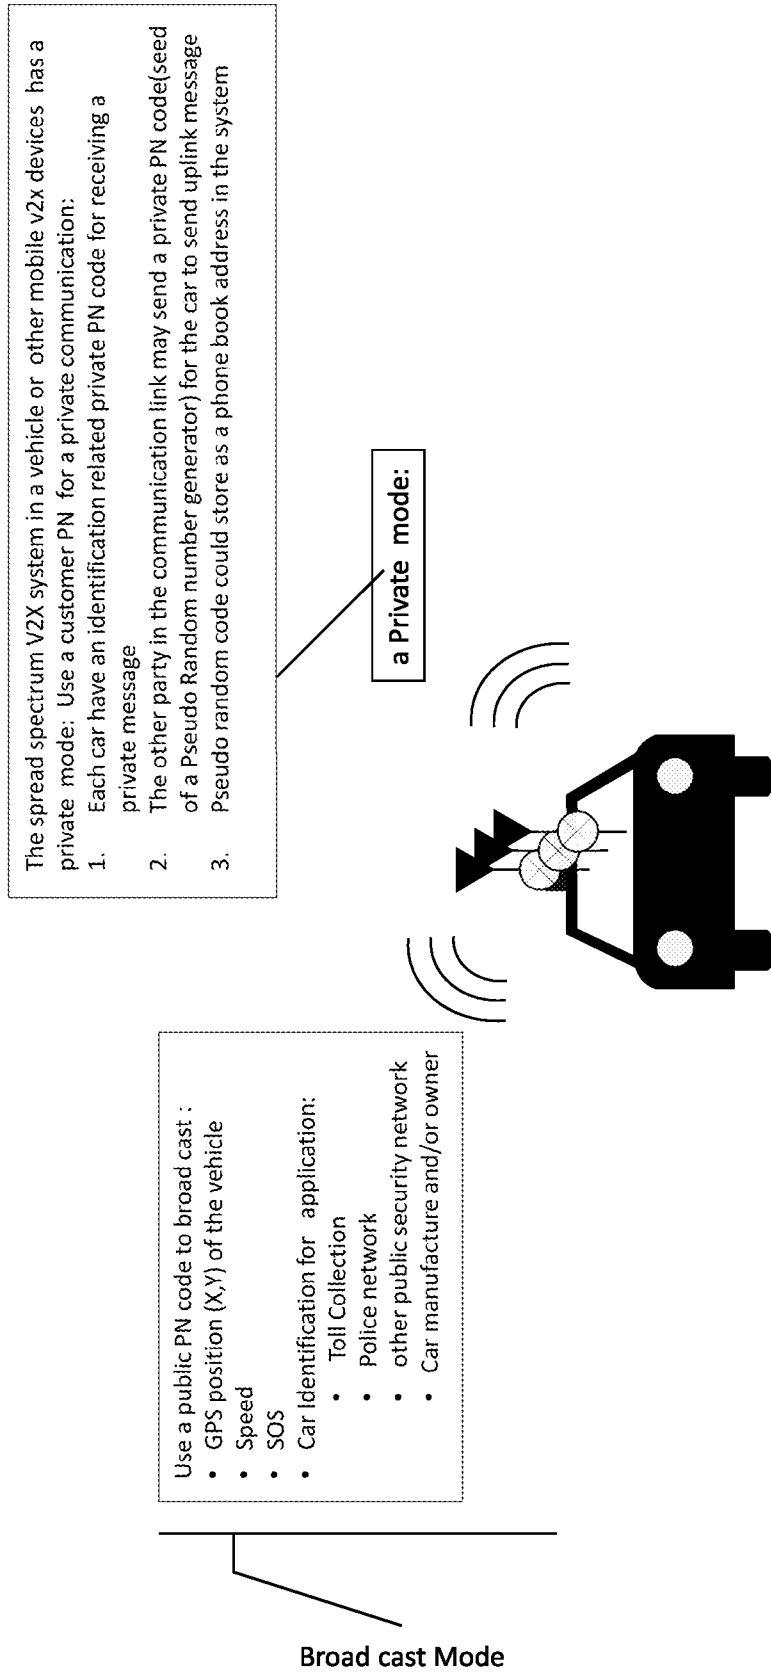 The spread spectrum V2X system in a vehicle or other mobile v2x devices has a
private mode: Use a customer PN for a private communication:
1. Each car have an identification related private PN code for receiving a
private message
2. The other party in the communication link may send a private PN code(seed
of a Pseudo Random number generator) for the car to send uplink message
3. Pseudo random code could store as a phone book address in the system
a Private mode:
Use a public PN code to broad cast :
• GPS position (X,Y) of the vehicle
• Speed
• SOS
• Car Identification for application:
• Toll Collection
• Police network
• other public security network
• Car manufacture and/or owner
Broad cast Mode